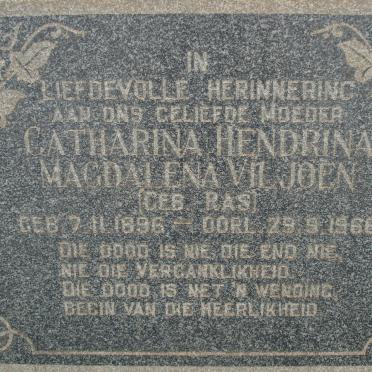 IN
LIEFDEVOLLE HERINNERING
AAN ONS GELIEFDE MOEDER
CATHARINA HENDRINA
MAGDALENA VILJOEN
(GEB RAS)
GEB 7.11.1896 — OORL. 29.9.1966
DIE DOOD IS NIE, DIE END NIE,
NIE DIE VERGANKLIKHEID.
DIE DOOD IS NET 'N WENDING,
BEGIN VAN DIE HEERLIKHEID